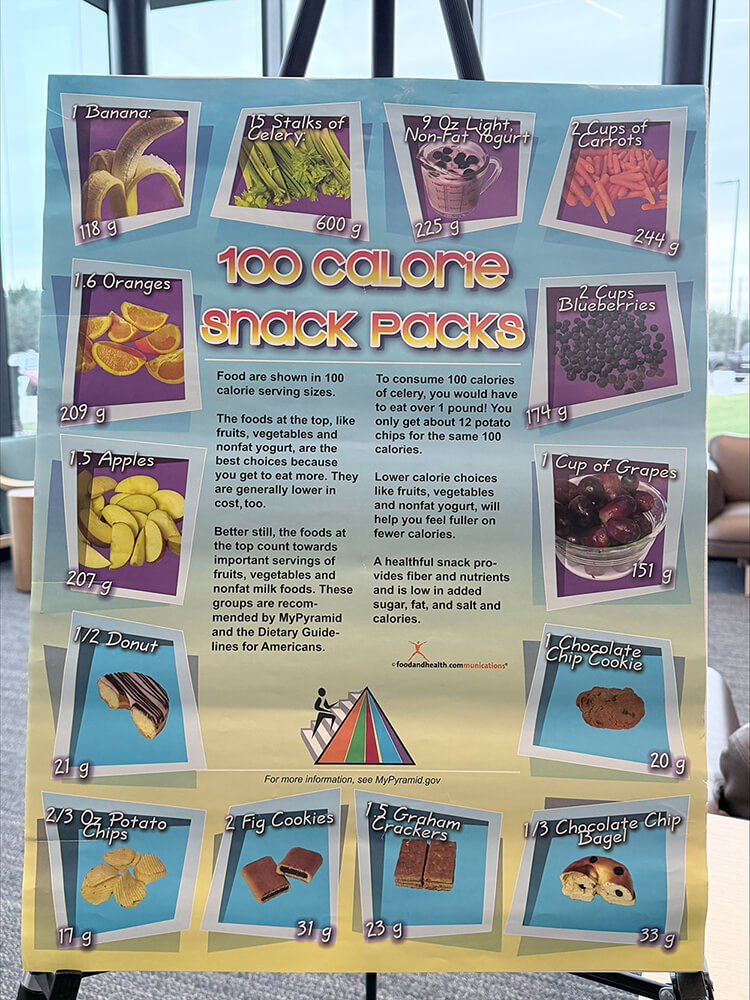 1 Banana:
118 g
15 Stalks of
Celery:
600 g
9 Oz Light,
Non-Fat Yogurt
225 g
2 Cups of
Carrots
244 g
100 Calorie
Snack Packs
1.6 Oranges
209 g
2 Cups
Blueberries
174 g
1.5 Apples
207 g
1 Cup of Grapes
151 g
Food are shown in 100
calorie serving sizes.
The foods at the top, like
fruits, vegetables and
nonfat yogurt, are the
best choices because
you get to eat more. They
are generally lower in
cost, too.
Better still, the foods at
the top count towards
important servings of
fruits, vegetables and
nonfat milk foods. These
groups are recom-
mended by MyPyramid
and the Dietary Guide-
lines for Americans.
To consume 100 calories
of celery, you would have
to eat over 1 pound! You
only get about 12 potato
chips for the same 100
calories.
Lower calorie choices
like fruits, vegetables
and nonfat yogurt, will
help you feel fuller on
fewer calories.
A healthful snack pro-
vides fiber and nutrients
and is low in added
sugar, fat, and salt and
calories.
©foodandhealth.communications®
1/2 Donut
21 g
1 Chocolate
Chip Cookie
20 g
For more information, see MyPyramid.gov
2/3 Oz Potato
Chips
17 g
2 Fig Cookies
31 g
1.5 Graham
Crackers
23 g
1/3 Chocolate Chip
Bagel
33 g